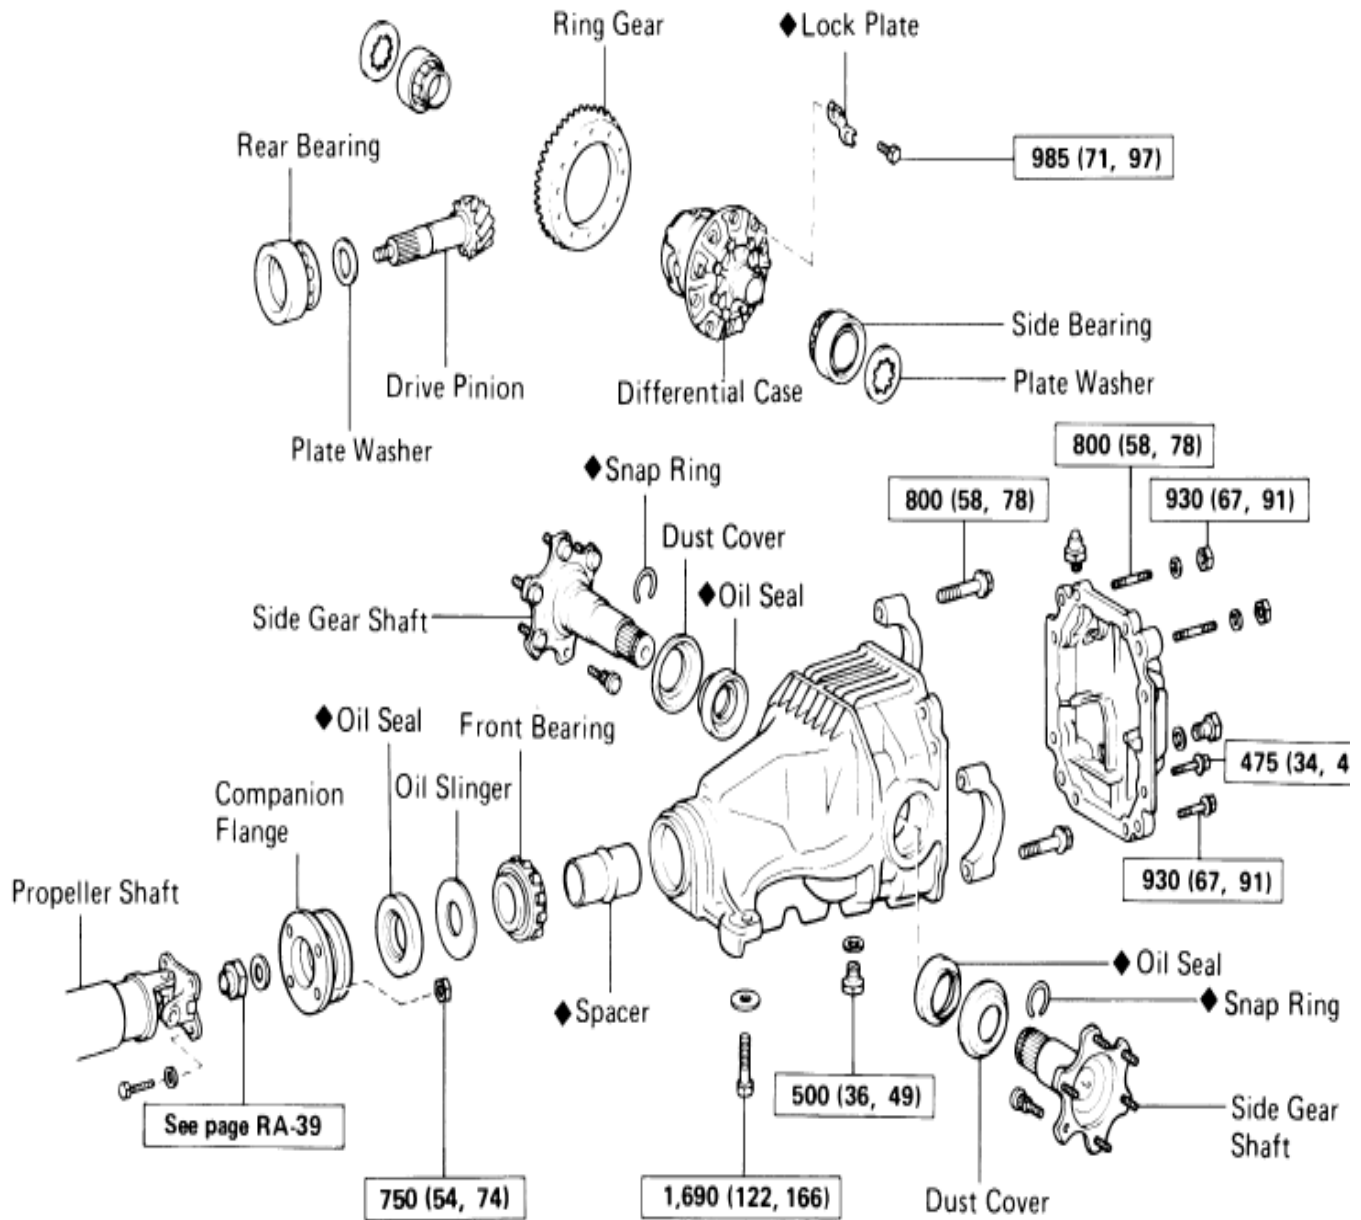 Ring Gear
◆Lock Plate
Rear Bearing
985 (71, 97)
Side Bearing
Drive Pinion
Differential Case
Plate Washer
Plate Washer
800 (58, 78)
◆Snap Ring
800 (58, 78)
930 (67, 91)
Dust Cover
◆Oil Seal
Side Gear Shaft
◆Oil Seal
Front Bearing
475 (34, 4
Oil Slinger
Companion
Flange
930 (67, 91)
Propeller Shaft
◆Oil Seal
◆Spacer
◆Snap Ring
500 (36, 49)
See page RA-39
Side Gear
Shaft
750 (54, 74)
1,690 (122, 166)
Dust Cover